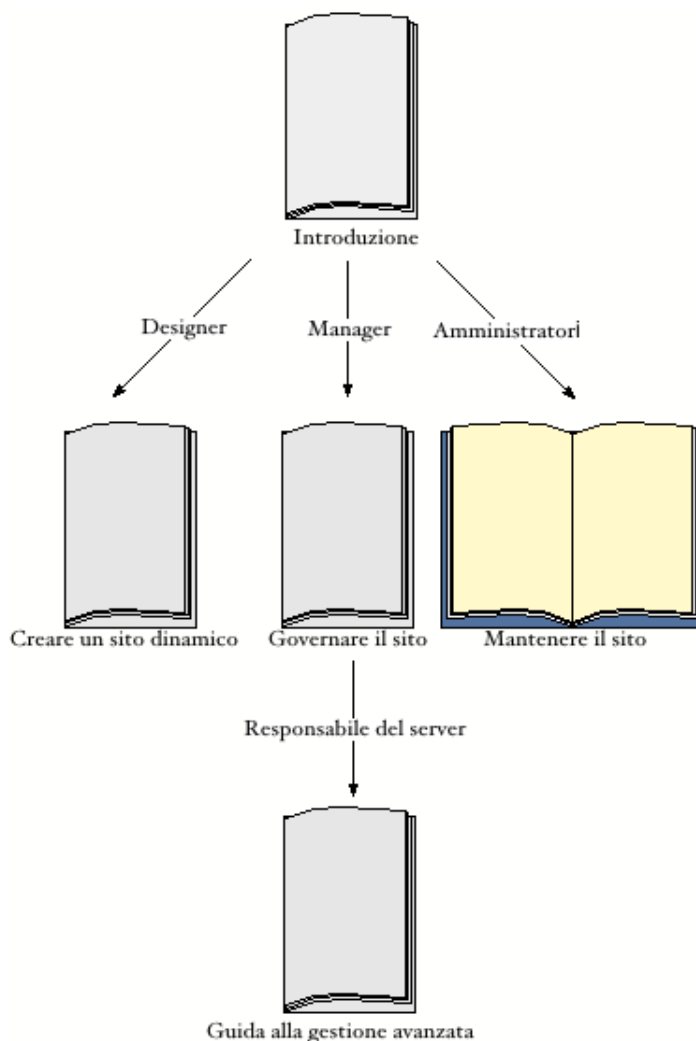 Introduzione
Designer
Manager
Amministratori
Creare un sito dinamico
Governare il sito
Mantenere il sito
Responsabile del server
Guida alla gestione avanzata